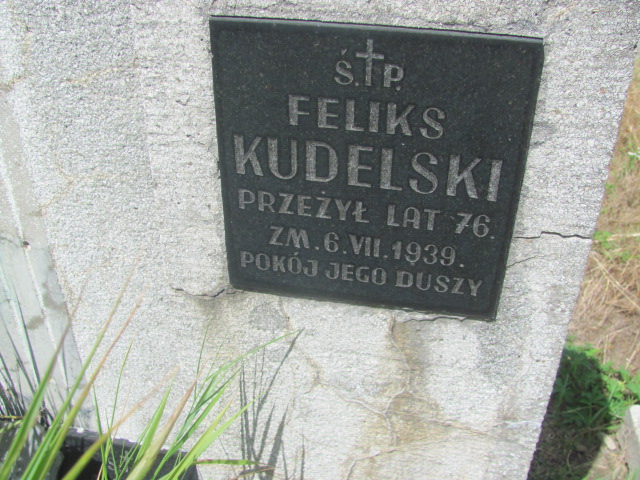 Ś.†P.
FELIKS
KUDELSKI
PRZEŻYŁ LAT 76.
ZM. 6. VII. 1939.
POKÓJ JEGO DUSZY